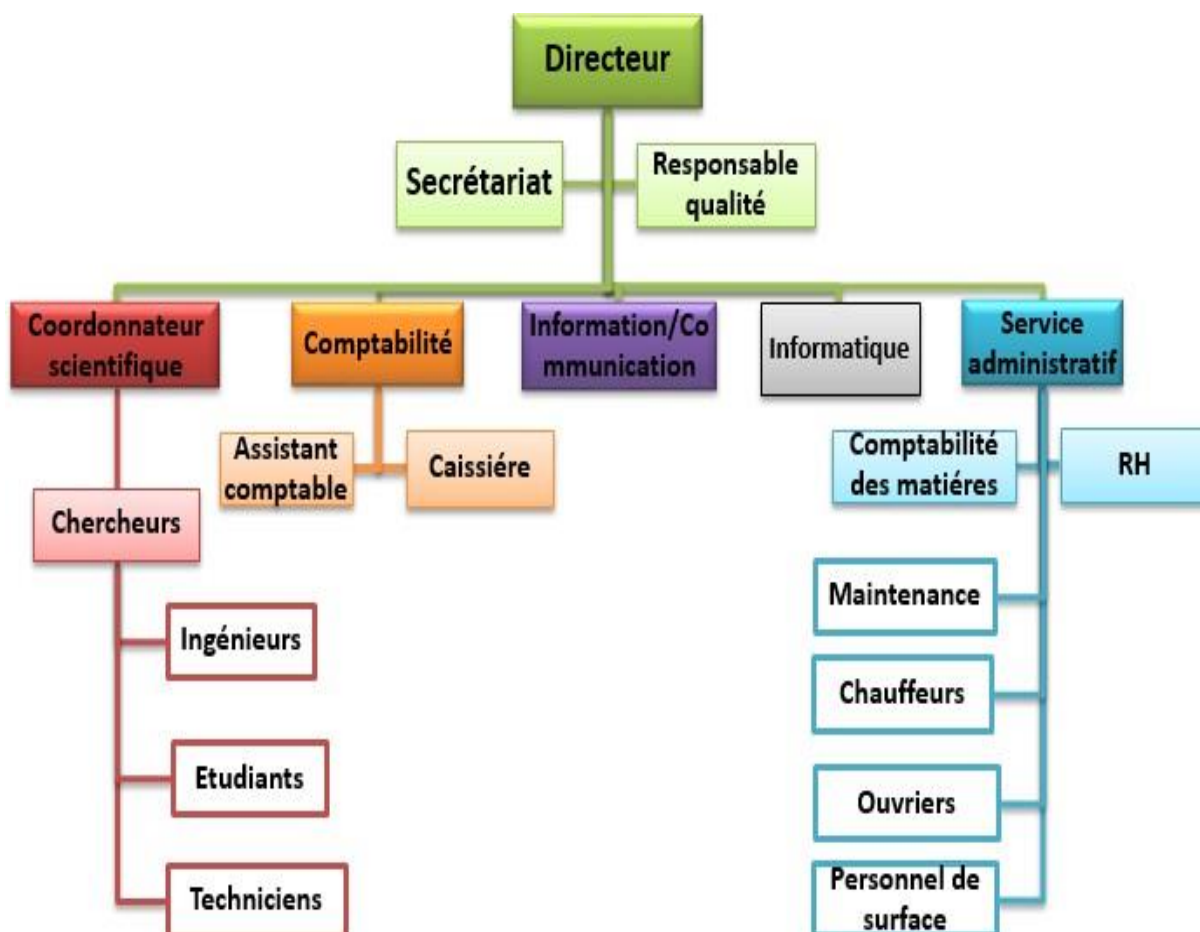 Directeur
Secrétariat
Responsable
qualité
Coordonnateur
scientifique
Comptabilité
Information/Co
mmunication
Informatique
Service
administratif
Assistant
comptable
Caissiére
Comptabilité
des matiéres
RH
Chercheurs
Maintenance
Ingénieurs
Chauffeurs
Etudiants
Ouvriers
Techniciens
Personnel de
surface